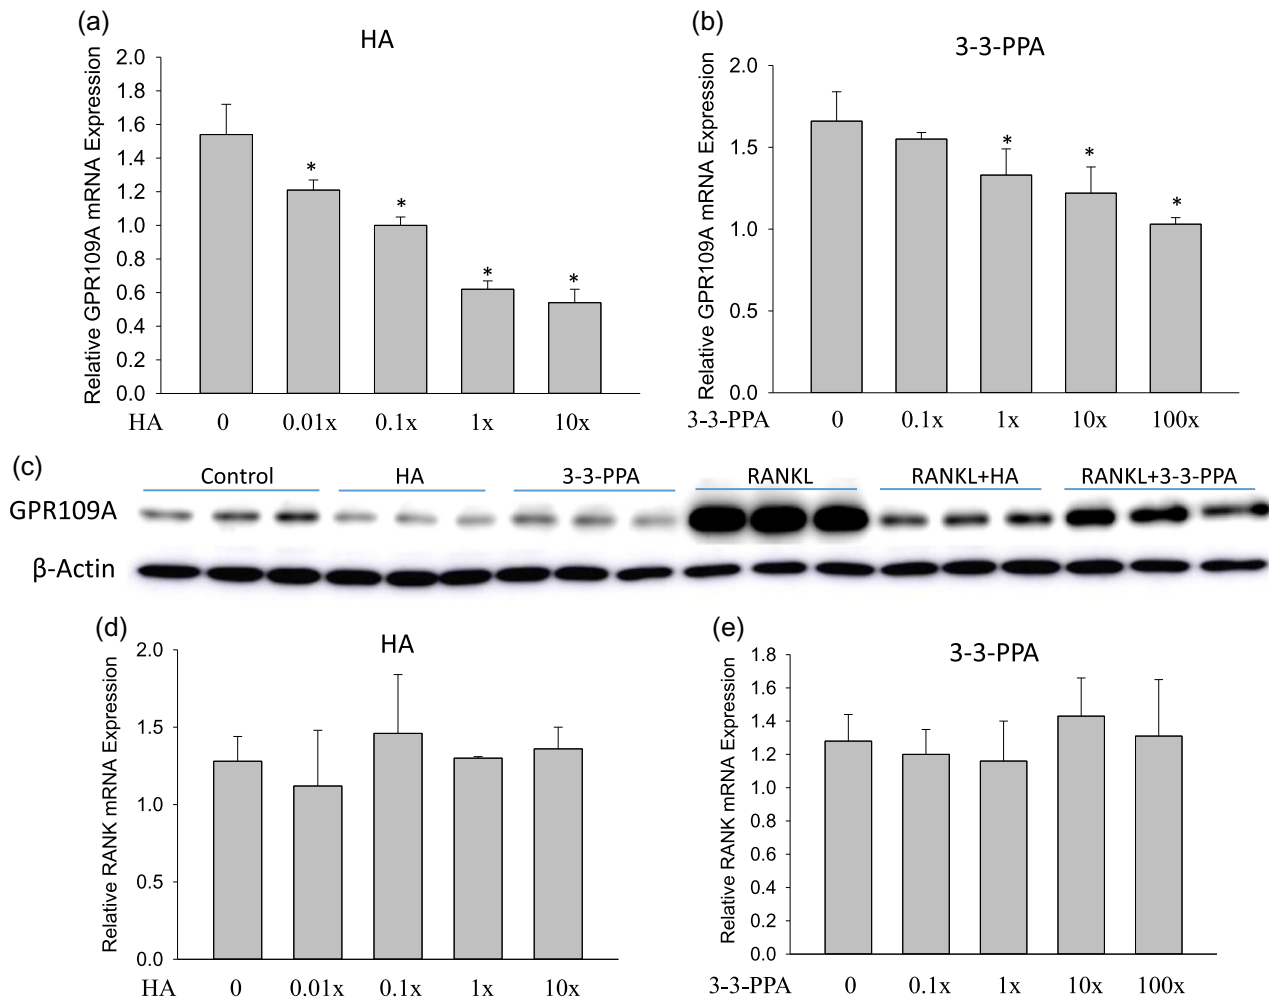 (a)
HA
Relative GPR109A mRNA Expression
2.0
1.8
1.6
1.4
1.2
1.0
0.8
0.6
0.4
0.2
0.0
*
*
*
*
HA 0 0.01x 0.1x 1x 10x
(b)
3-3-PPA
Relative GPR109A mRNA Expression
2.0
1.5
1.0
0.5
0.0
*
*
*
3-3-PPA 0 0.1x 1x 10x 100x
(c)
Control HA 3-3-PPA RANKL RANKL+HA RANKL+3-3-PPA
GPR109A
β-Actin
(d)
HA
Relative RANK mRNA Expression
2.0
1.5
1.0
0.5
0.0
HA 0 0.01x 0.1x 1x 10x
(e)
3-3-PPA
Relative RANK mRNA Expression
1.8
1.6
1.4
1.2
1.0
0.8
0.6
0.4
0.2
0.0
3-3-PPA 0 0.1x 1x 10x 100x